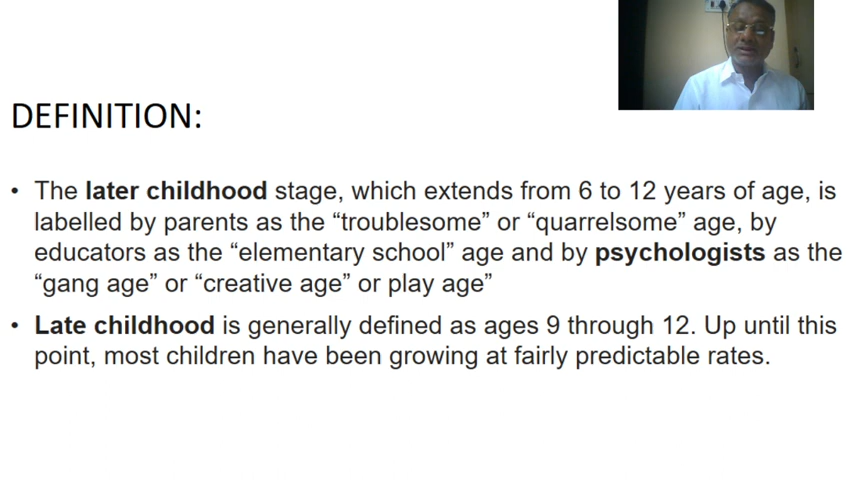 DEFINITION:
• The later childhood stage, which extends from 6 to 12 years of age, is
labelled by parents as the “troublesome” or “quarrelsome” age, by
educators as the “elementary school” age and by psychologists as the
“gang age” or “creative age” or play age”
• Late childhood is generally defined as ages 9 through 12. Up until this
point, most children have been growing at fairly predictable rates.